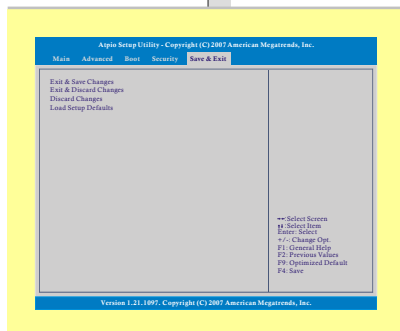 Atpio Setup Utility - Copyright (C) 2007 American Megatrends, Inc.
Main Advanced Boot Security Save & Exit
Exit & Save Changes
Exit & Discard Changes
Discard Changes
Load Setup Defaults
→←: Select Screen
↑↓: Select Item
Enter: Select
+/-: Change Opt.
F1: General Help
F2: Previous Values
F9: Optimized Default
F4: Save
Version 1.21.1097. Copyright (C) 2007 American Megatrends, Inc.